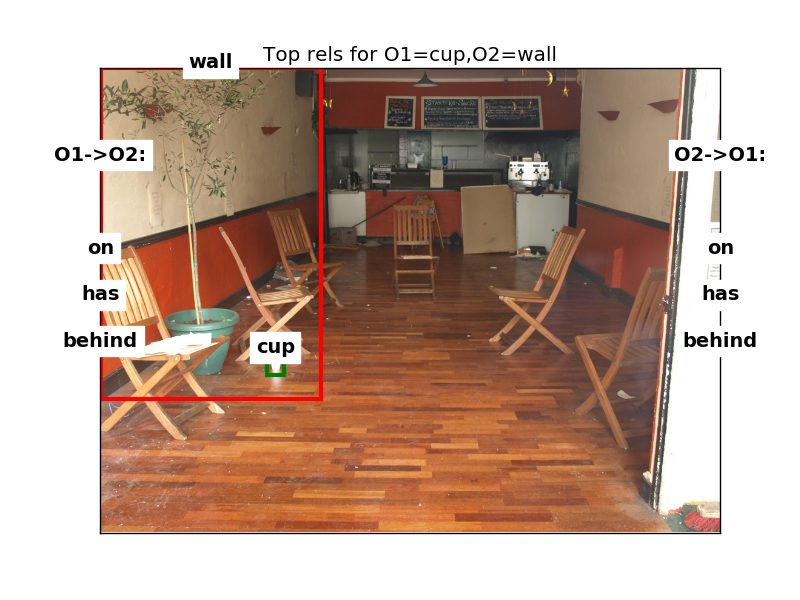 Top rels for O1=cup,O2=wall
wall
O1->O2:
O2->O1:
on
on
has
has
behind
behind
cup